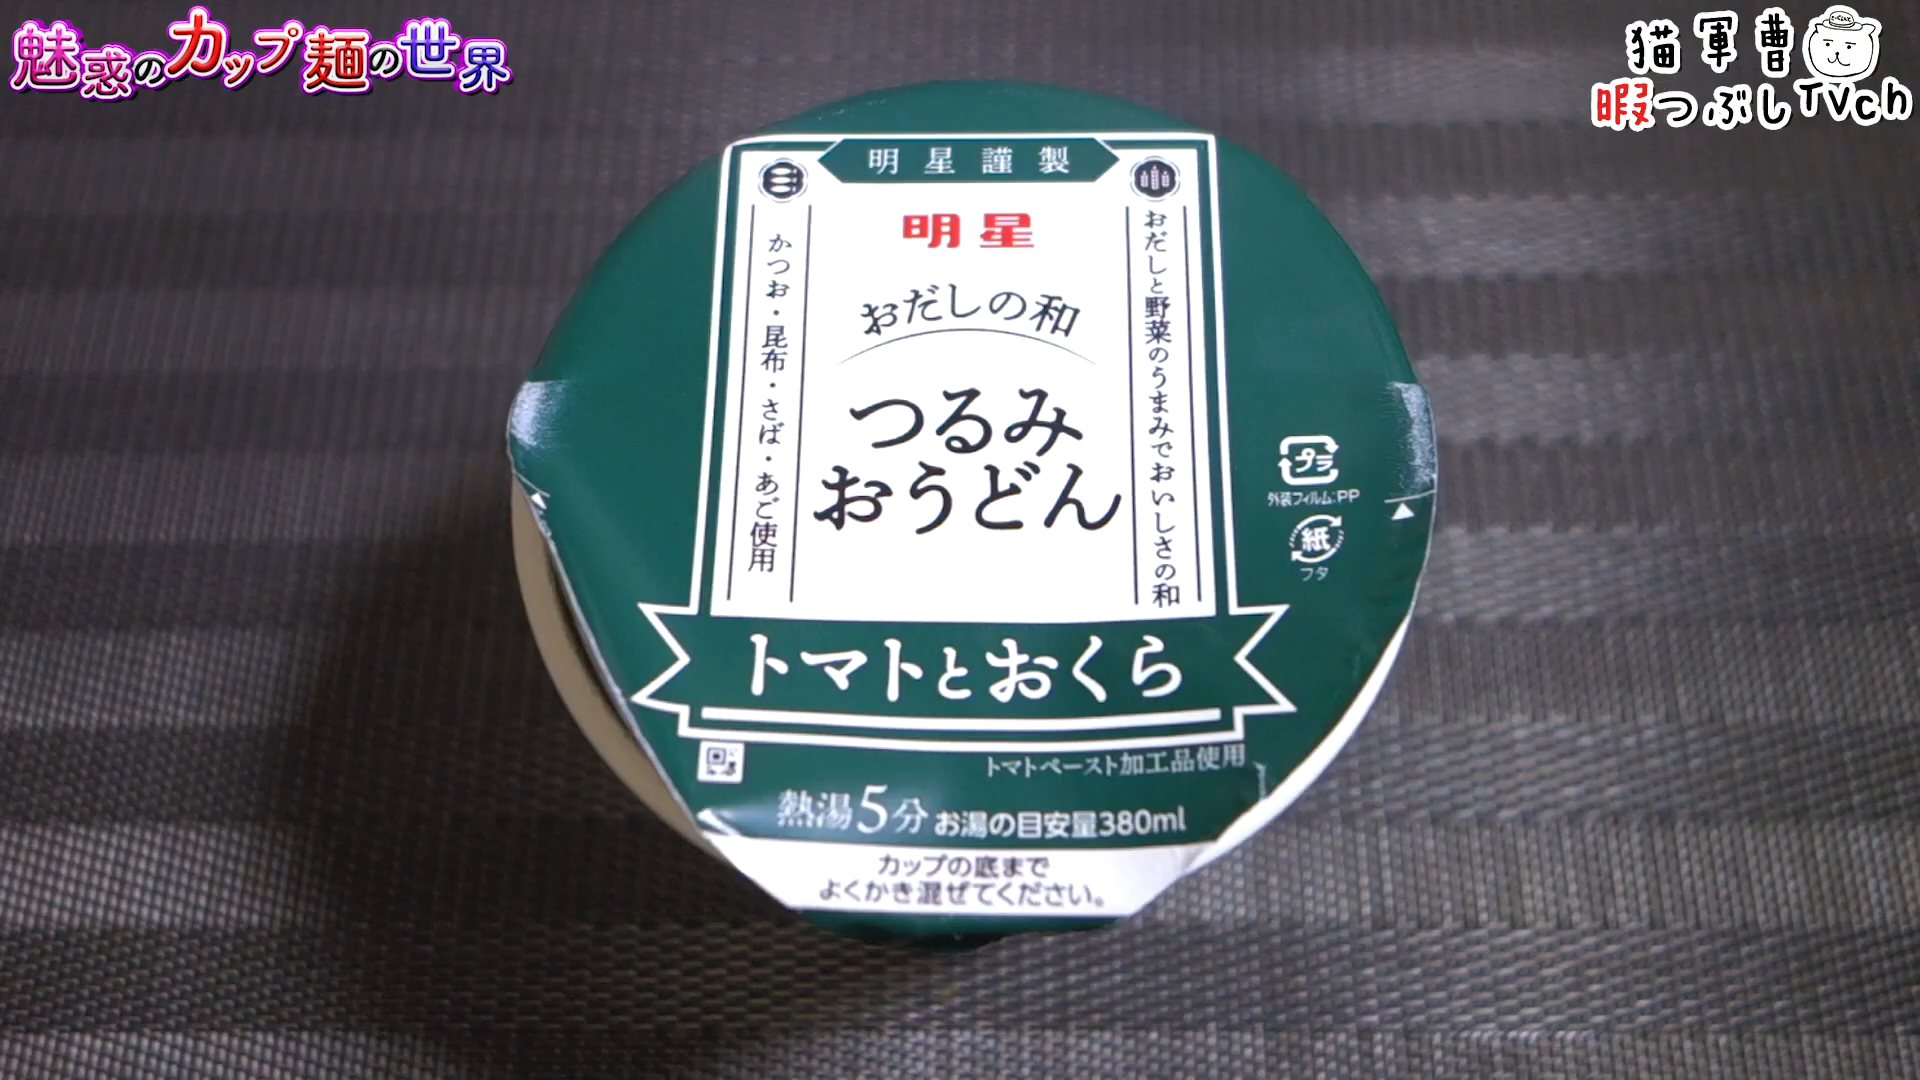 魅惑のカップ麺の世界
猫軍曹
暇つぶしTVch
明星謹製
明星
おだしの和
つるみ
おうどん
おだしと野菜のうまみでおいしさの和
かつお・昆布・さば・あご使用
プラ
外装フィルム:PP
紙
フタ
トマトとおくら
トマトペースト加工品使用
熱湯5分 お湯の目安量380ml
カップの底まで
よくかき混ぜてください。